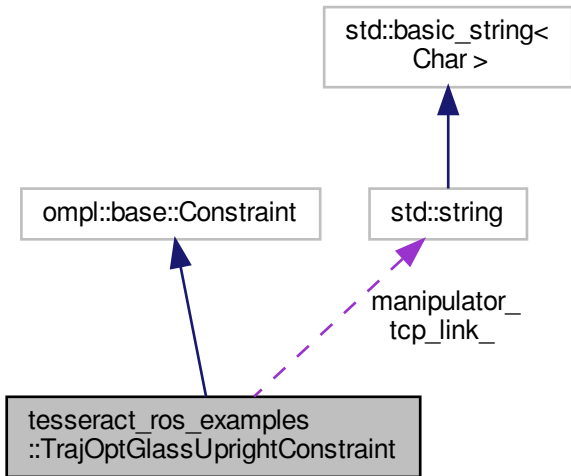 std::basic_string<
Char >
ompl::base::Constraint
std::string
manipulator_
tcp_link_
tesseract_ros_examples
::TrajOptGlassUprightConstraint